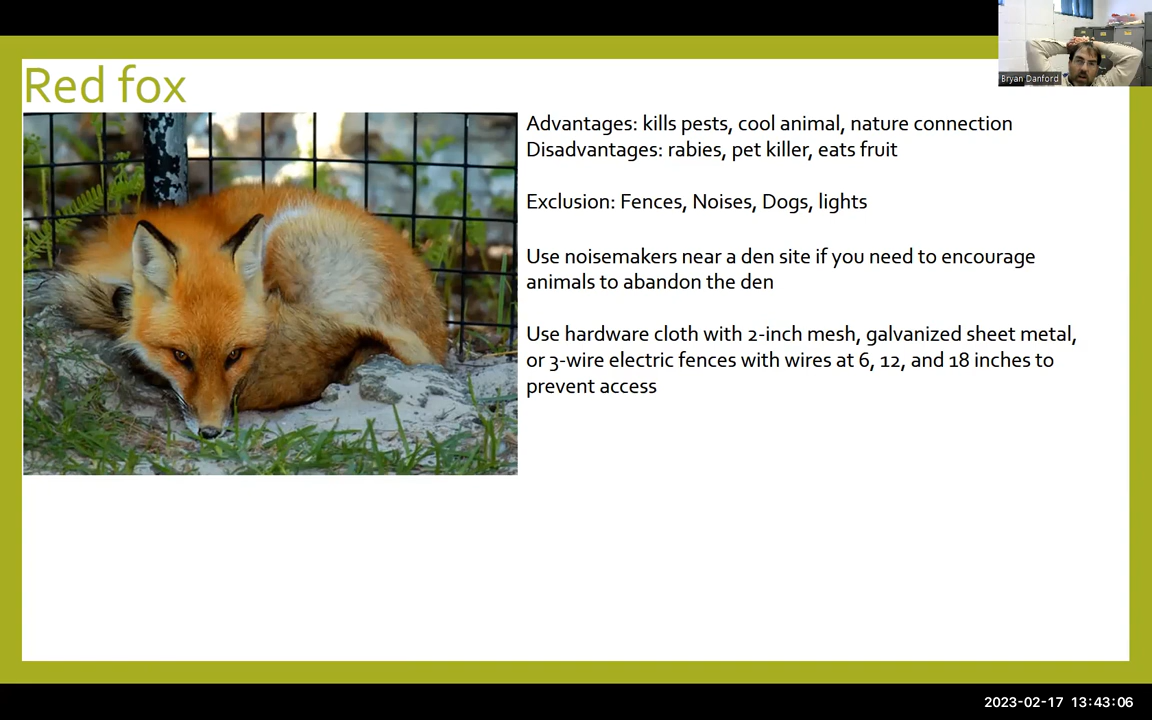 Red fox
Bryan Danford
Advantages: kills pests, cool animal, nature connection
Disadvantages: rabies, pet killer, eats fruit
Exclusion: Fences, Noises, Dogs, lights
Use noisemakers near a den site if you need to encourage
animals to abandon the den
Use hardware cloth with 2-inch mesh, galvanized sheet metal,
or 3-wire electric fences with wires at 6, 12, and 18 inches to
prevent access
2023-02-17 13:43:06